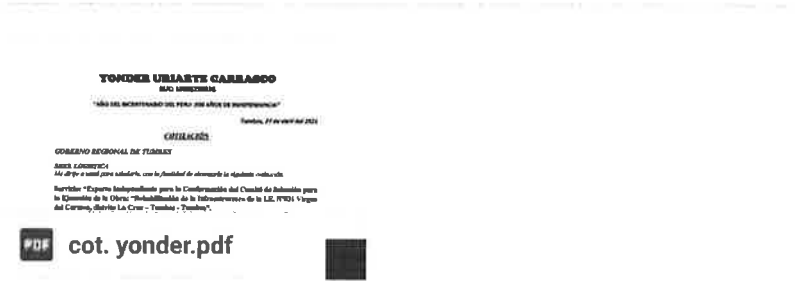 YONDER URIARTE CARRASCO
"AÑO DEL BICENTENARIO DEL PERÚ: 200 AÑOS DE INDEPENDENCIA"
Tumbes, 27 de abril del 2021
COTIZACIÓN
GOBIERNO REGIONAL DE TUMBES
LOGISTICA
Me dirijo a usted para saludarlo, con la finalidad de alcanzarle la siguiente cotización
Servicio: "Experto Independiente para la Conformación del Comité de Selección para
la Ejecución de la Obra: "Rehabilitación de la Infraestructura de la I.E. N°031 Virgen
del Carmen, distrito La Cruz - Tumbes - Tumbes".
PDF cot. yonder.pdf